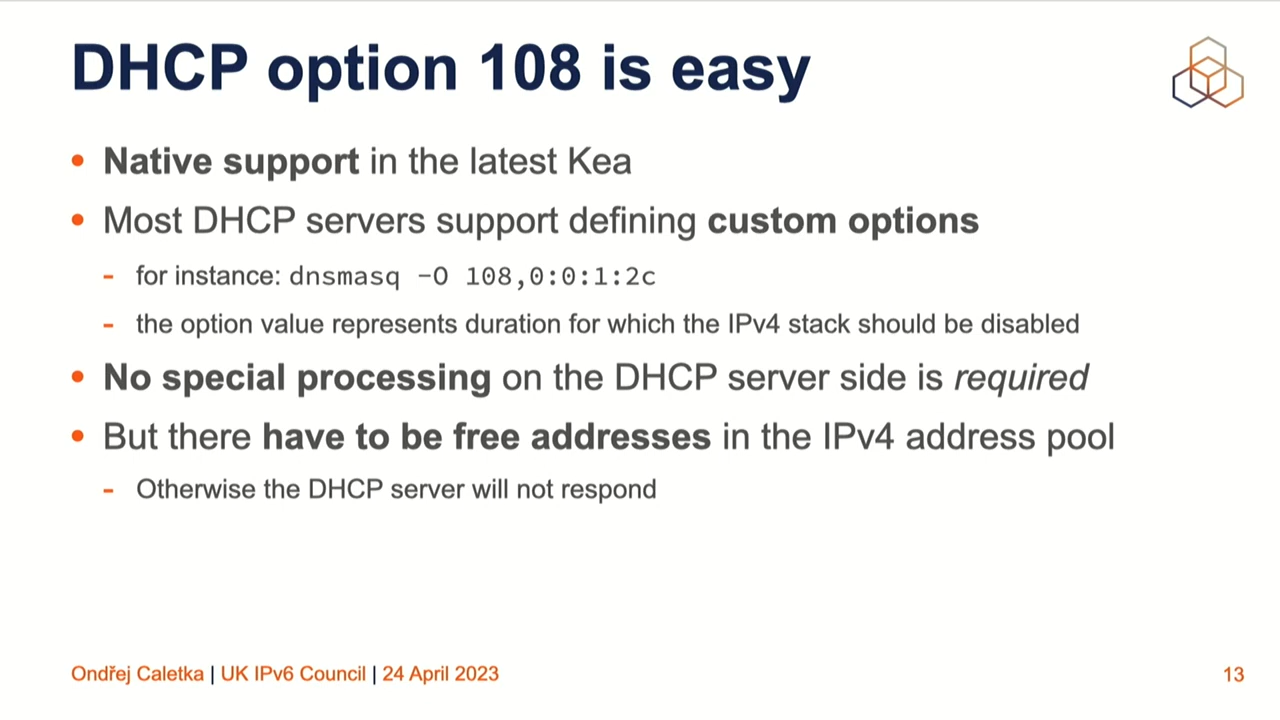 DHCP option 108 is easy
• Native support in the latest Kea
• Most DHCP servers support defining custom options
- for instance: dnsmasq -O 108,0:0:1:2c
- the option value represents duration for which the IPv4 stack should be disabled
• No special processing on the DHCP server side is required
• But there have to be free addresses in the IPv4 address pool
- Otherwise the DHCP server will not respond
Ondřej Caletka | UK IPv6 Council | 24 April 2023
13